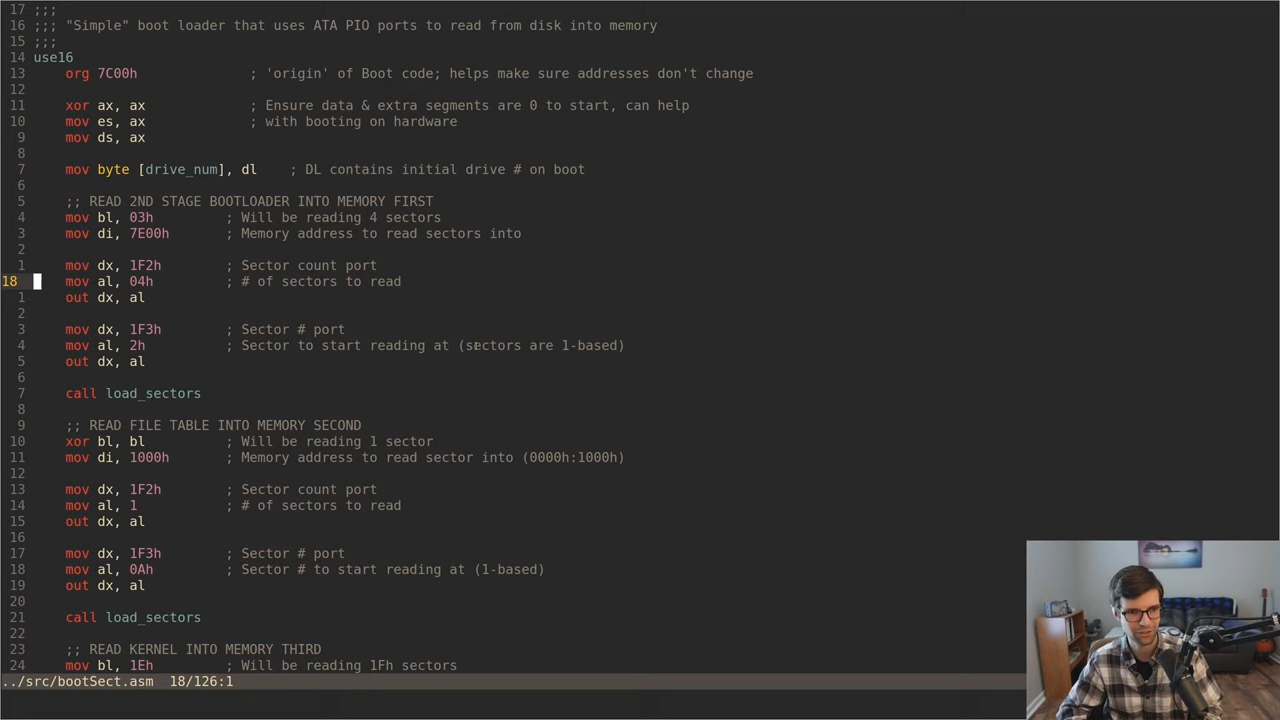 17 ;;;
16 ;;; "Simple" boot loader that uses ATA PIO ports to read from disk into memory
15 ;;;
14 use16
13 org 7C00h ; 'origin' of Boot code; helps make sure addresses don't change
12
11 xor ax, ax ; Ensure data & extra segments are 0 to start, can help
10 mov es, ax ; with booting on hardware
9 mov ds, ax
8
7 mov byte [drive_num], dl ; DL contains initial drive # on boot
6
5 ;; READ 2ND STAGE BOOTLOADER INTO MEMORY FIRST
4 mov bl, 03h ; Will be reading 4 sectors
3 mov di, 7E00h ; Memory address to read sectors into
2
1 mov dx, 1F2h ; Sector count port
18 mov al, 04h ; # of sectors to read
1 out dx, al
2
3 mov dx, 1F3h ; Sector # port
4 mov al, 2h ; Sector to start reading at (sectors are 1-based)
5 out dx, al
6
7 call load_sectors
8
9 ;; READ FILE TABLE INTO MEMORY SECOND
10 xor bl, bl ; Will be reading 1 sector
11 mov di, 1000h ; Memory address to read sector into (0000h:1000h)
12
13 mov dx, 1F2h ; Sector count port
14 mov al, 1 ; # of sectors to read
15 out dx, al
16
17 mov dx, 1F3h ; Sector # port
18 mov al, 0Ah ; Sector # to start reading at (1-based)
19 out dx, al
20
21 call load_sectors
22
23 ;; READ KERNEL INTO MEMORY THIRD
24 mov bl, 1Eh ; Will be reading 1Fh sectors
../src/bootSect.asm 18/126:1